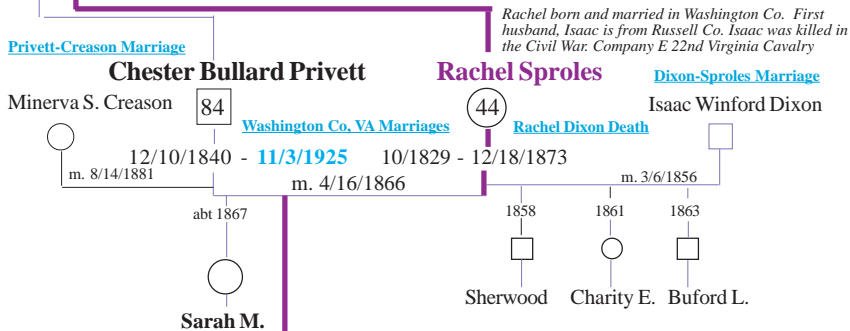 Rachel born and married in Washington Co. First
husband, Isaac is from Russell Co. Isaac was killed in
the Civil War. Company E 22nd Virginia Cavalry
Privett-Creason Marriage
Chester Bullard Privett
Rachel Sproles
Dixon-Sproles Marriage
Minerva S. Creason
84
44
Isaac Winford Dixon
Washington Co, VA Marriages
Rachel Dixon Death
12/10/1840 - 11/3/1925
10/1829 - 12/18/1873
m. 8/14/1881
m. 4/16/1866
m. 3/6/1856
abt 1867
1858
1861
1863
Sherwood
Charity E.
Buford L.
Sarah M.